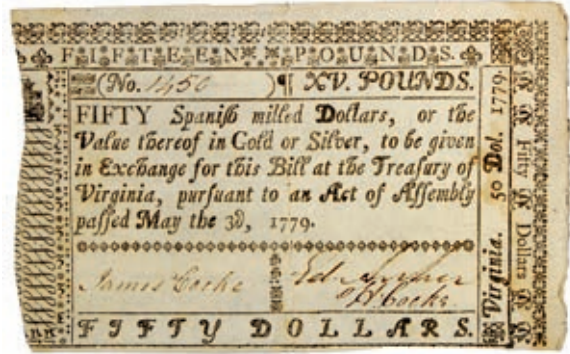 FIFTEEN POUNDS.
(No. 1450 )¶ XV. POUNDS.
FIFTY Spaniſh milled Dollars, or the
Value thereof in Gold or Silver, to be given
in Exchange for this Bill at the Treaſury of
Virginia, purſuant to an Act of Aſſembly
paſſed May the 3d, 1779.
James Cocke
H Cocke
FIFTY DOLLARS.
Virginia. 50 Dol. 1779.
Fifty Dollars